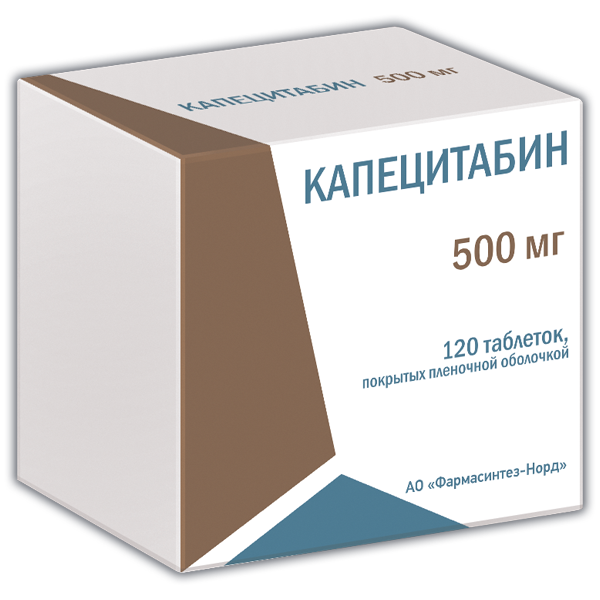 КАПЕЦИТАБИН 500 мг
КАПЕЦИТАБИН
500 мг
120 таблеток,
покрытых пленочной оболочкой
АО «Фармасинтез-Норд»